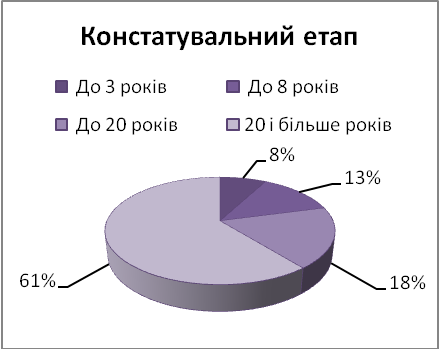 Констатувальний етап
До 3 років До 8 років
До 20 років 20 і більше років
8%
13%
61%
18%